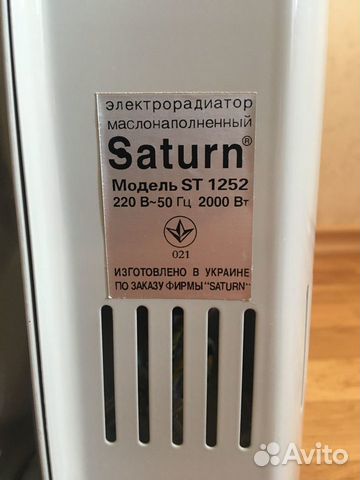 электрорадиатор
маслонаполненный
Saturn®
Модель ST 1252
220 В~50 Гц 2000 Вт
021
ИЗГОТОВЛЕНО В УКРАИНЕ
ПО ЗАКАЗУ ФИРМЫ "SATURN"
Avito